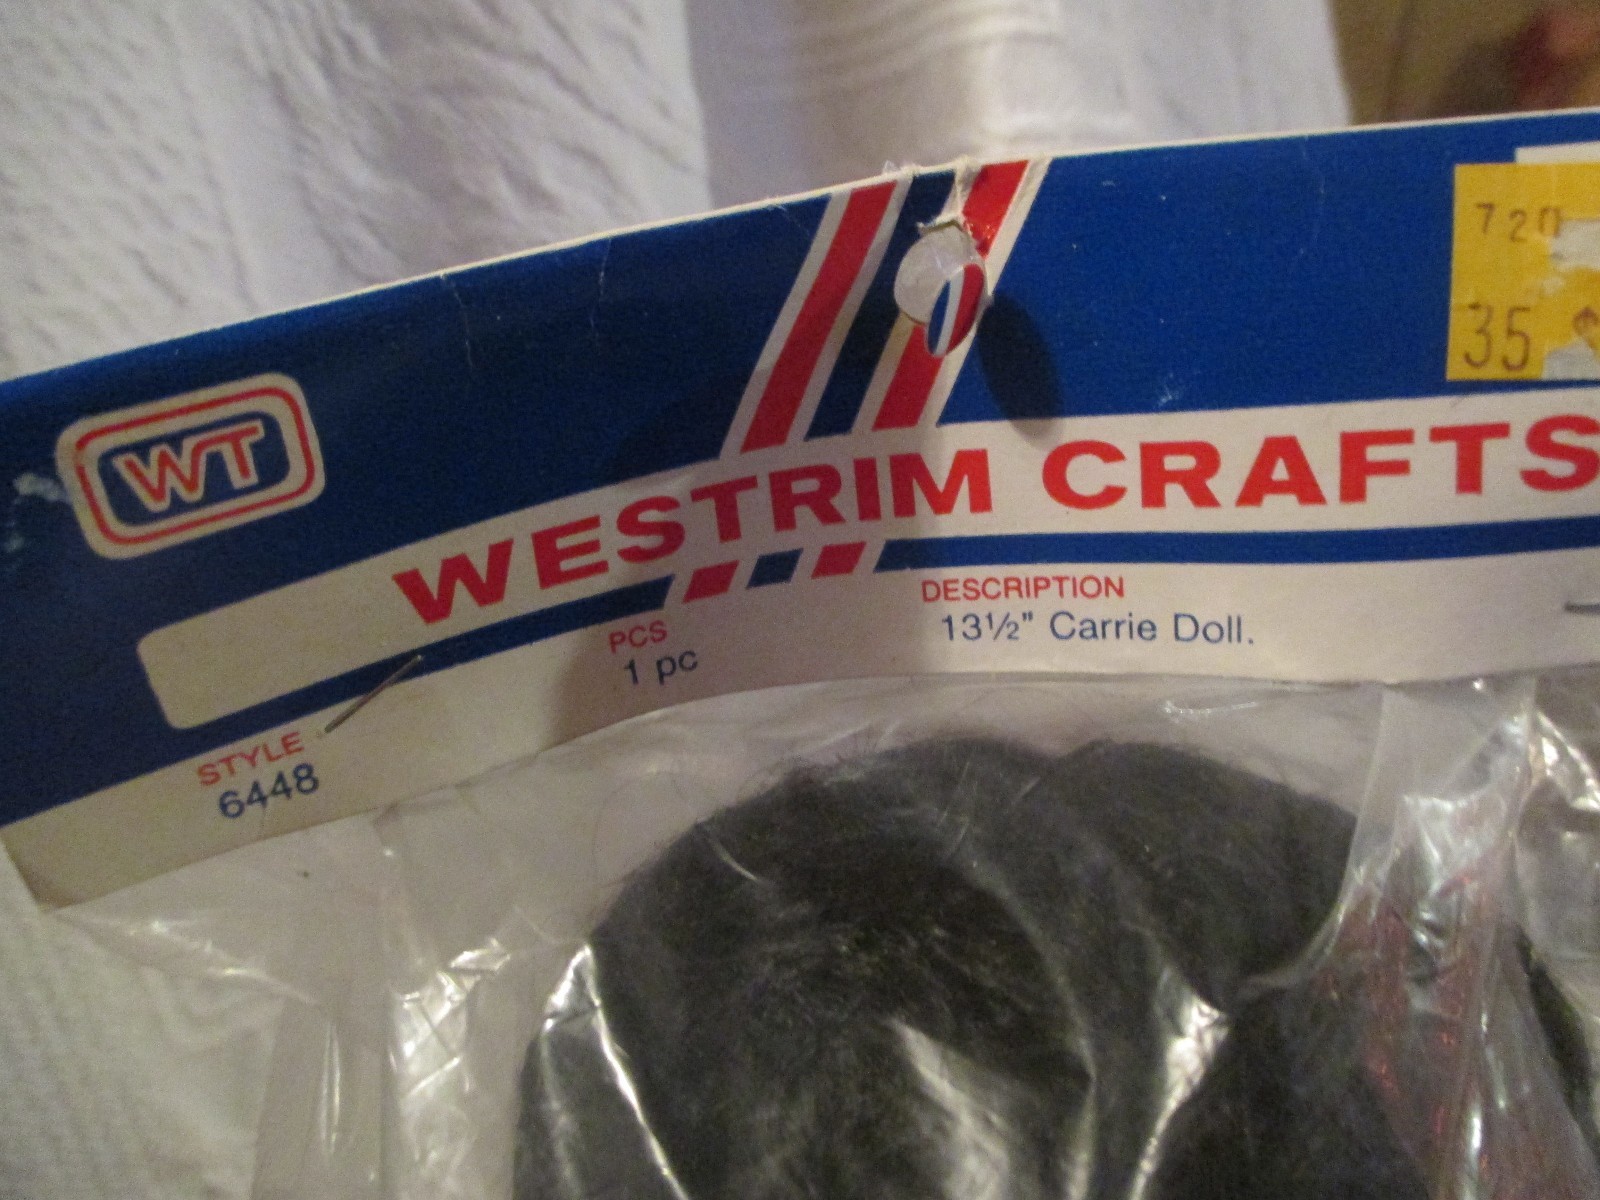 720
35
WT
WESTRIM CRAFTS
DESCRIPTION
13½" Carrie Doll.
PCS
1 pc
STYLE
6448